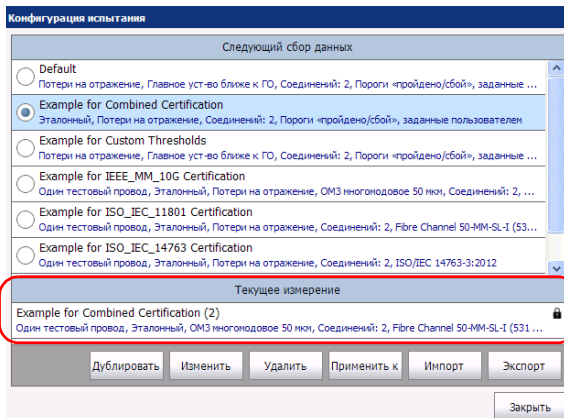 Конфигурация испытания
Следующий сбор данных
Default
Потери на отражение, Главное уст-во ближе к ГО, Соединений: 2, Пороги «пройдено/сбой», заданные ...
Example for Combined Certification
Эталонный, Потери на отражение, Соединений: 2, Пороги «пройдено/сбой», заданные пользователем
Example for Custom Thresholds
Потери на отражение, Главное уст-во ближе к ГО, Соединений: 2, Пороги «пройдено/сбой», заданные ...
Example for IEEE_MM_10G Certification
Один тестовый провод, Эталонный, Потери на отражение, OM3 многомодовое 50 мкм, Соединений: 2, ...
Example for ISO_IEC_11801 Certification
Один тестовый провод, Эталонный, Потери на отражение, Соединений: 2, Fibre Channel 50-MM-SL-I (53...
Example for ISO_IEC_14763 Certification
Один тестовый провод, Эталонный, Потери на отражение, Соединений: 2, ISO/IEC 14763-3:2012
Текущее измерение
Example for Combined Certification (2)
Один тестовый провод, Эталонный, OM3 многомодовое 50 мкм, Соединений: 2, Fibre Channel 50-MM-SL-I (531 ...
Дублировать Изменить Удалить Применить к Импорт Экспорт
Закрыть